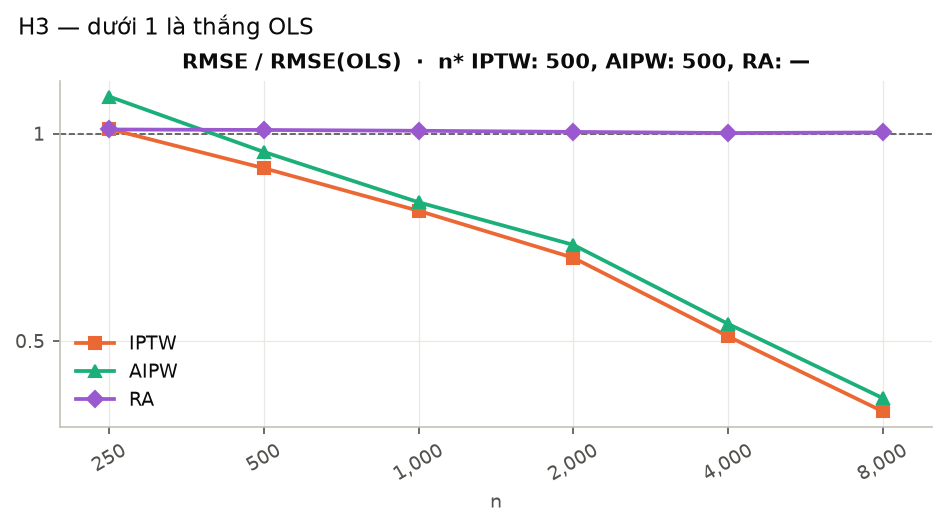 H3 — dưới 1 là thắng OLS
RMSE / RMSE(OLS)  ·  n* IPTW: 500, AIPW: 500, RA: —
1
0.5
IPTW
AIPW
RA
250
500
1,000
2,000
4,000
8,000
n